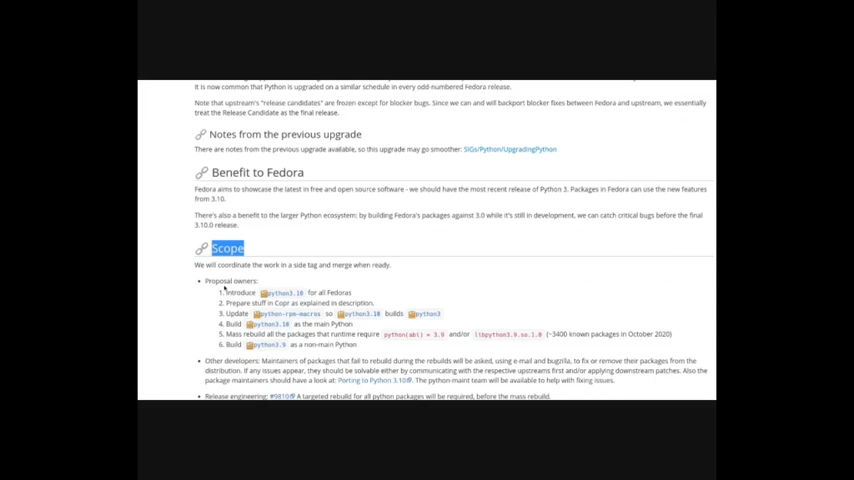 It is now common that Python is upgraded on a similar schedule in every odd-numbered Fedora release.
Note that upstream's "release candidates" are frozen except for blocker bugs. Since we can and will backport blocker fixes between Fedora and upstream, we essentially
treat the Release Candidate as the final release.
Notes from the previous upgrade
There are notes from the previous upgrade available, so this upgrade may go smoother: SIGs/Python/UpgradingPython
Benefit to Fedora
Fedora aims to showcase the latest in free and open source software - we should have the most recent release of Python 3. Packages in Fedora can use the new features
from 3.10.
There's also a benefit to the larger Python ecosystem: by building Fedora's packages against 3.0 while it's still in development, we can catch critical bugs before the final
3.10.0 release.
Scope
We will coordinate the work in a side tag and merge when ready.
• Proposal owners:
1. Introduce python3.10 for all Fedoras
2. Prepare stuff in Copr as explained in description.
3. Update python-rpm-macros so python3.10 builds python3
4. Build python3.10 as the main Python
5. Mass rebuild all the packages that runtime require python(abi) = 3.9 and/or libpython3.9.so.1.0 (~3400 known packages in October 2020)
6. Build python3.9 as a non-main Python
• Other developers: Maintainers of packages that fail to rebuild during the rebuilds will be asked, using e-mail and bugzilla, to fix or remove their packages from the
distribution. If any issues appear, they should be solvable either by communicating with the respective upstreams first and/or applying downstream patches. Also the
package maintainers should have a look at: Porting to Python 3.10. The python-maint team will be available to help with fixing issues.
• Release engineering: #9810 A targeted rebuild for all python packages will be required, before the mass rebuild.